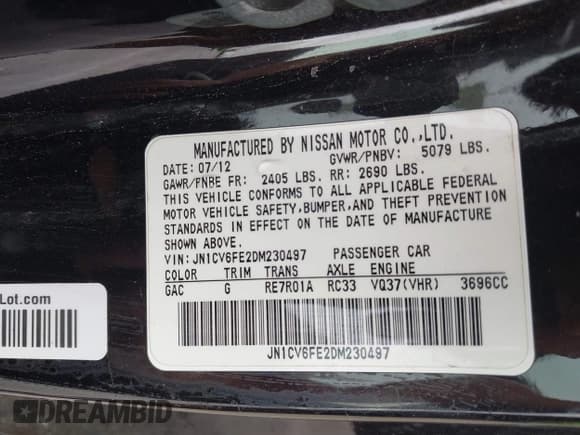 MANUFACTURED BY NISSAN MOTOR CO.,LTD.
DATE: 07/12 GVWR/PNBV: 5079 LBS.
GAWR/PNBE FR: 2405 LBS. RR: 2690 LBS.
THIS VEHICLE CONFORMS TO ALL APPLICABLE FEDERAL
MOTOR VEHICLE SAFETY,BUMPER,AND THEFT PREVENTION
STANDARDS IN EFFECT ON THE DATE OF MANUFACTURE
SHOWN ABOVE.
VIN: JN1CV6FE2DM230497 PASSENGER CAR
COLOR TRIM TRANS AXLE ENGINE
GAC G RE7R01A RC33 VQ37(VHR) 3696CC
JN1CV6FE2DM230497
Lot.com
DREAMBID